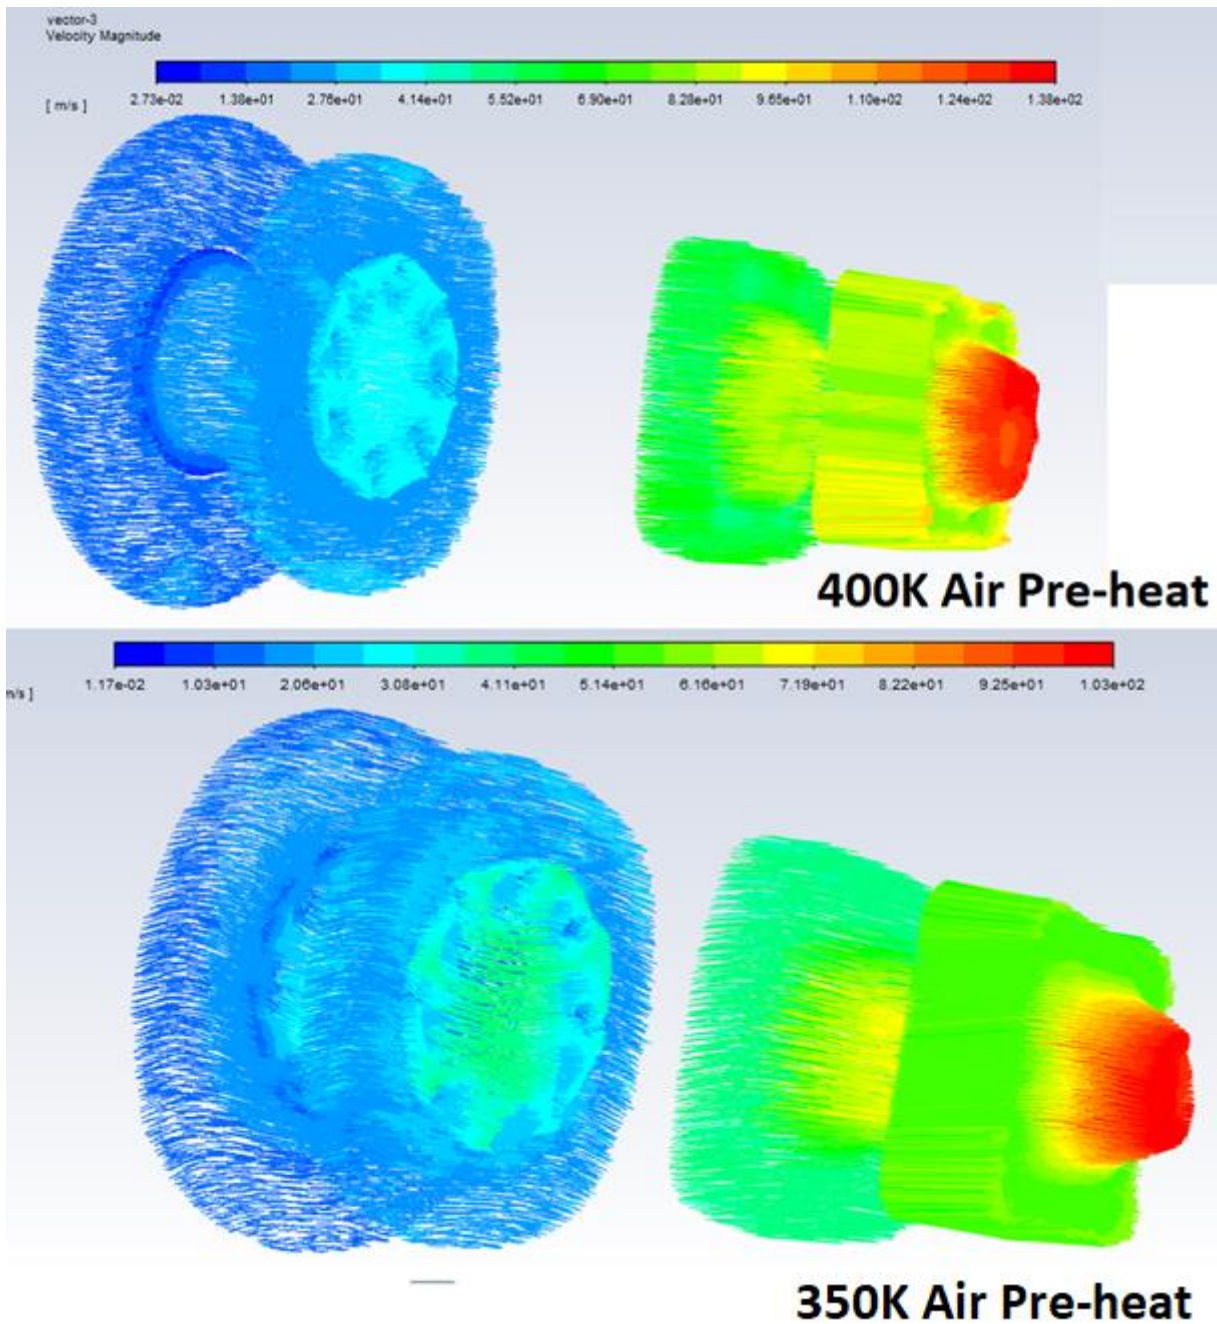 vector-3
Velocity Magnitude
[ m/s ]
2.73e-02 1.38e+01 2.76e+01 4.14e+01 5.52e+01 6.90e+01 8.28e+01 9.65e+01 1.10e+02 1.24e+02 1.38e+02
400K Air Pre-heat
m/s ]
1.17e-02 1.03e+01 2.06e+01 3.08e+01 4.11e+01 5.14e+01 6.16e+01 7.19e+01 8.22e+01 9.25e+01 1.03e+02
350K Air Pre-heat